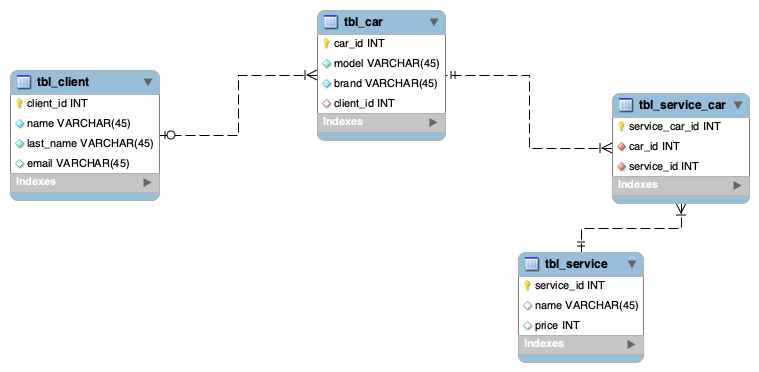 tbl_car
car_id INT
model VARCHAR(45)
brand VARCHAR(45)
client_id INT
Indexes
tbl_client
client_id INT
name VARCHAR(45)
last_name VARCHAR(45)
email VARCHAR(45)
Indexes
tbl_service_car
service_car_id INT
car_id INT
service_id INT
Indexes
tbl_service
service_id INT
name VARCHAR(45)
price INT
Indexes